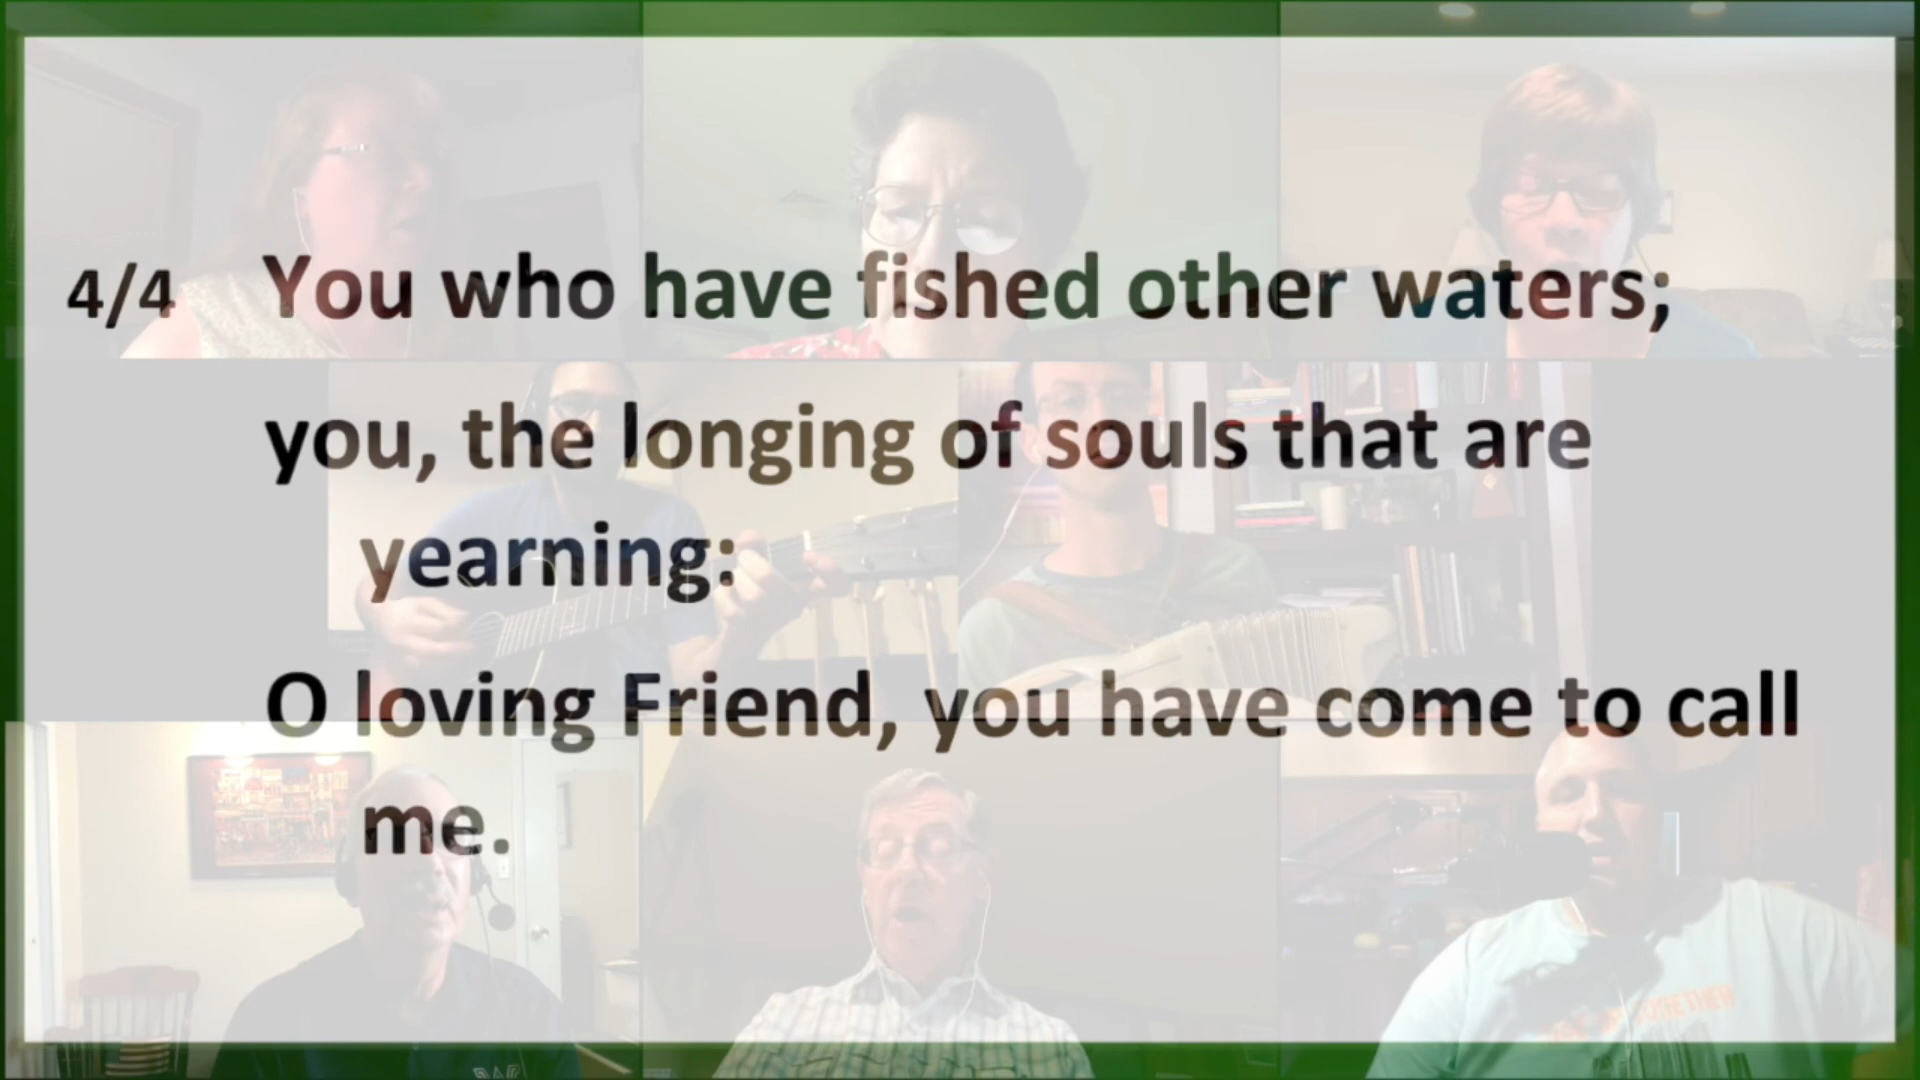 4/4 You who have fished other waters;
you, the longing of souls that are
yearning:
O loving Friend, you have come to call
me.
TOGETHER